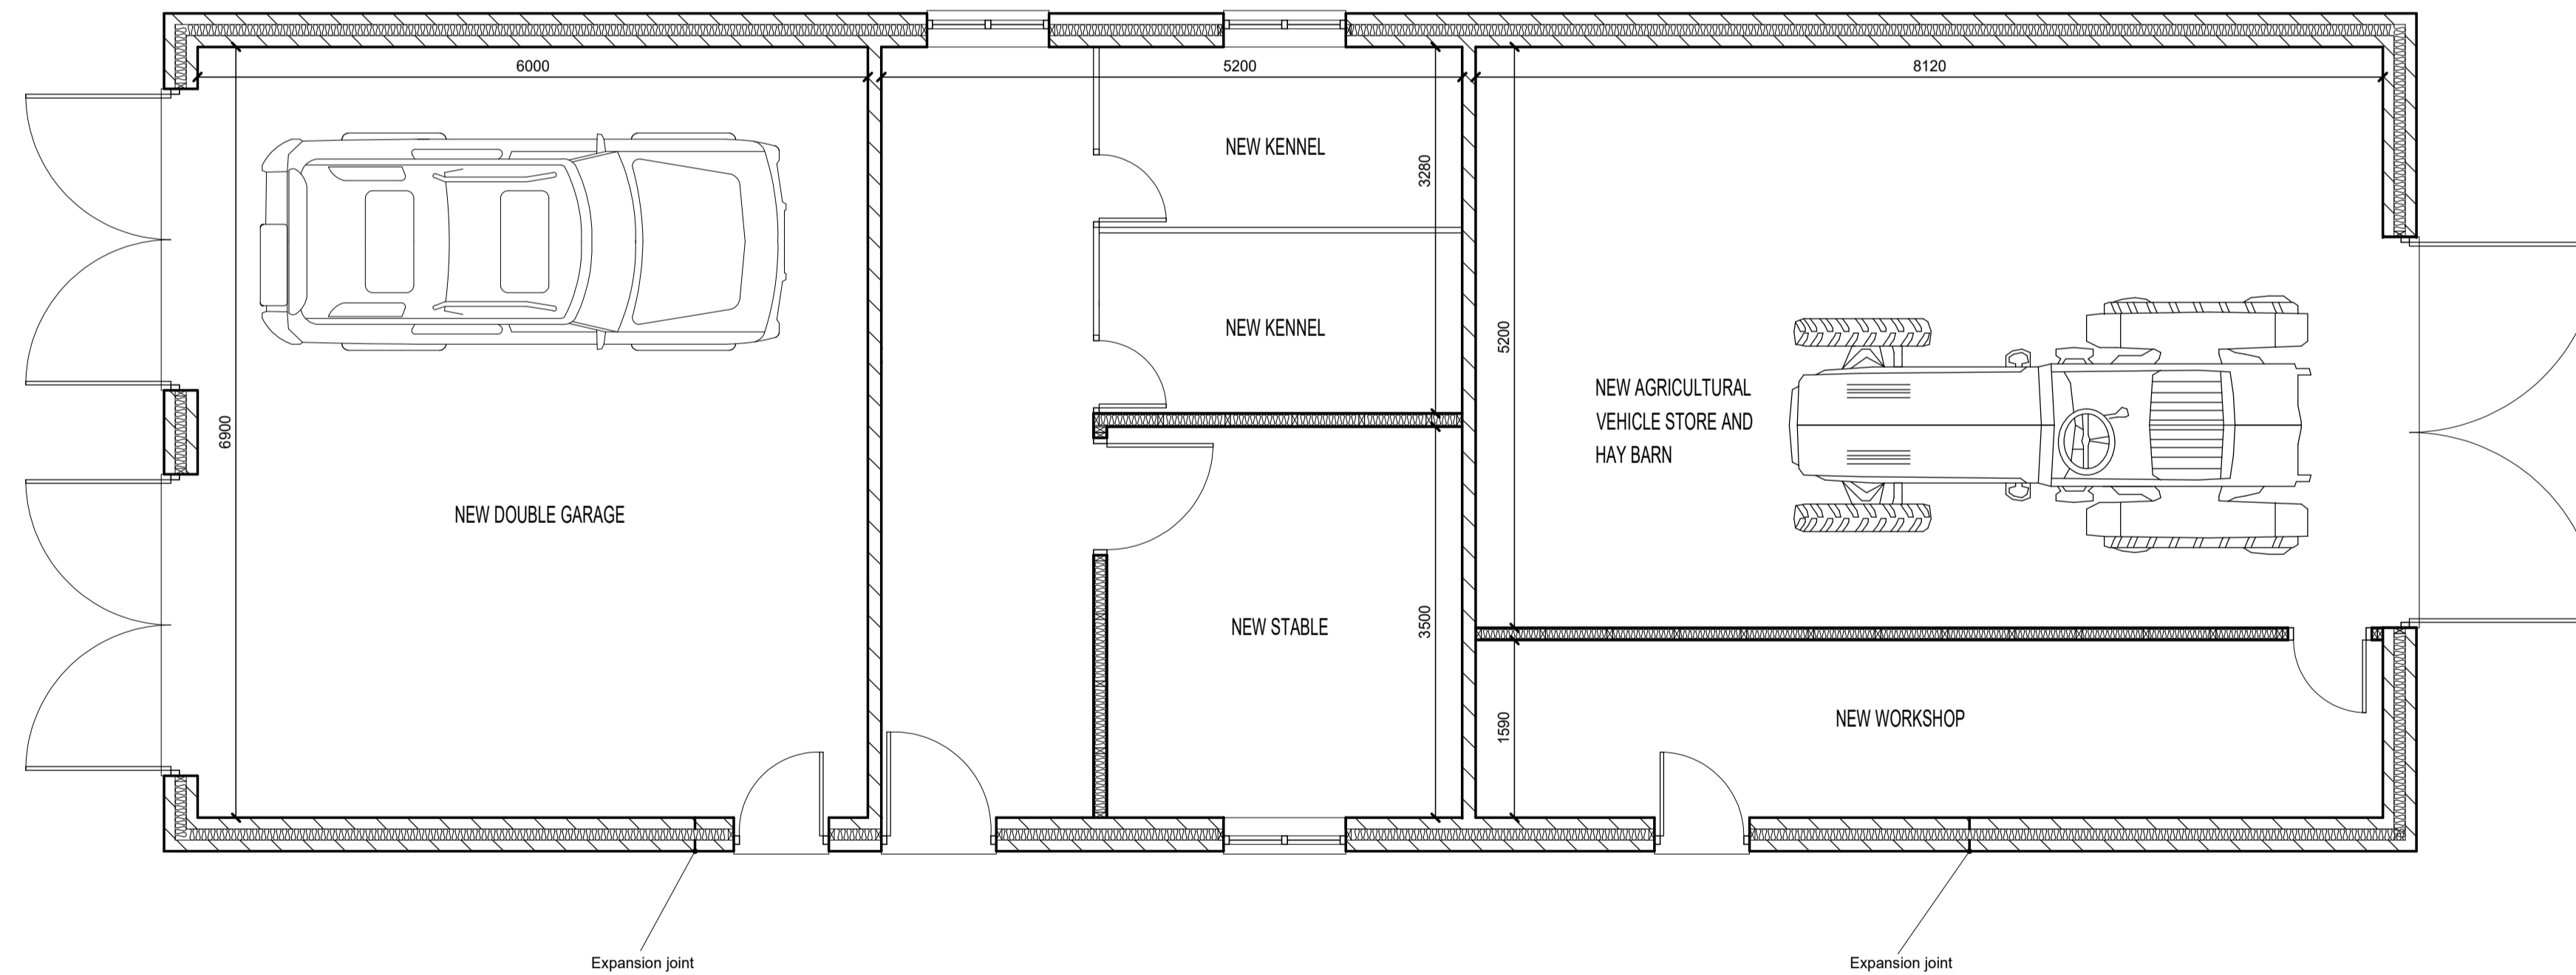 6000
5200
8120
NEW KENNEL
3280
NEW KENNEL
5200
NEW AGRICULTURAL
VEHICLE STORE AND
HAY BARN
6900
NEW DOUBLE GARAGE
NEW STABLE
3500
NEW WORKSHOP
1590
Expansion joint
Expansion joint